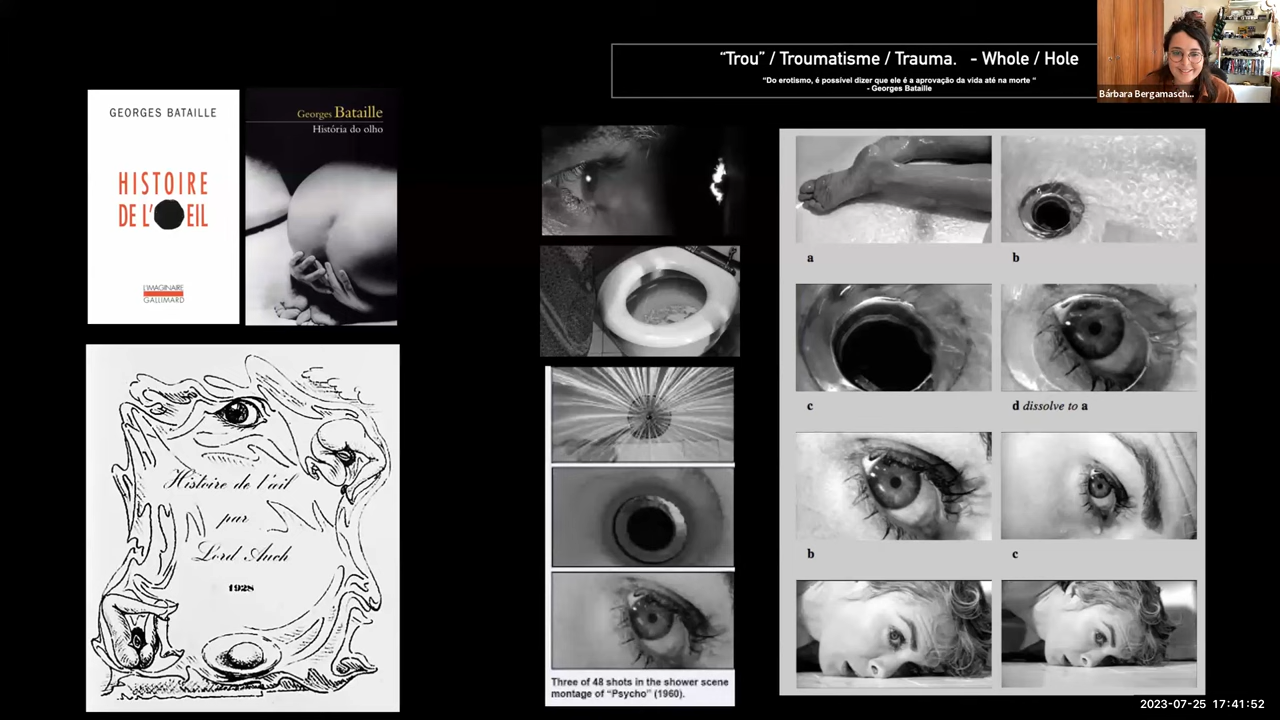 “Trou” / Troumatisme / Trauma. - Whole / Hole
“Do erotismo, é possível dizer que ele é a aprovação da vida até na morte “
- Georges Bataille
Bárbara Bergamasch...
GEORGES BATAILLE
HISTOIRE
DE L’OEIL
L'IMAGINAIRE
GALLIMARD
Georges Bataille
História do olho
Histoire de l'œil
par
Lord Auch
1928
Three of 48 shots in the shower scene
montage of “Psycho” (1960).
a
b
c
d dissolve to a
b
c
2023-07-25 17:41:52